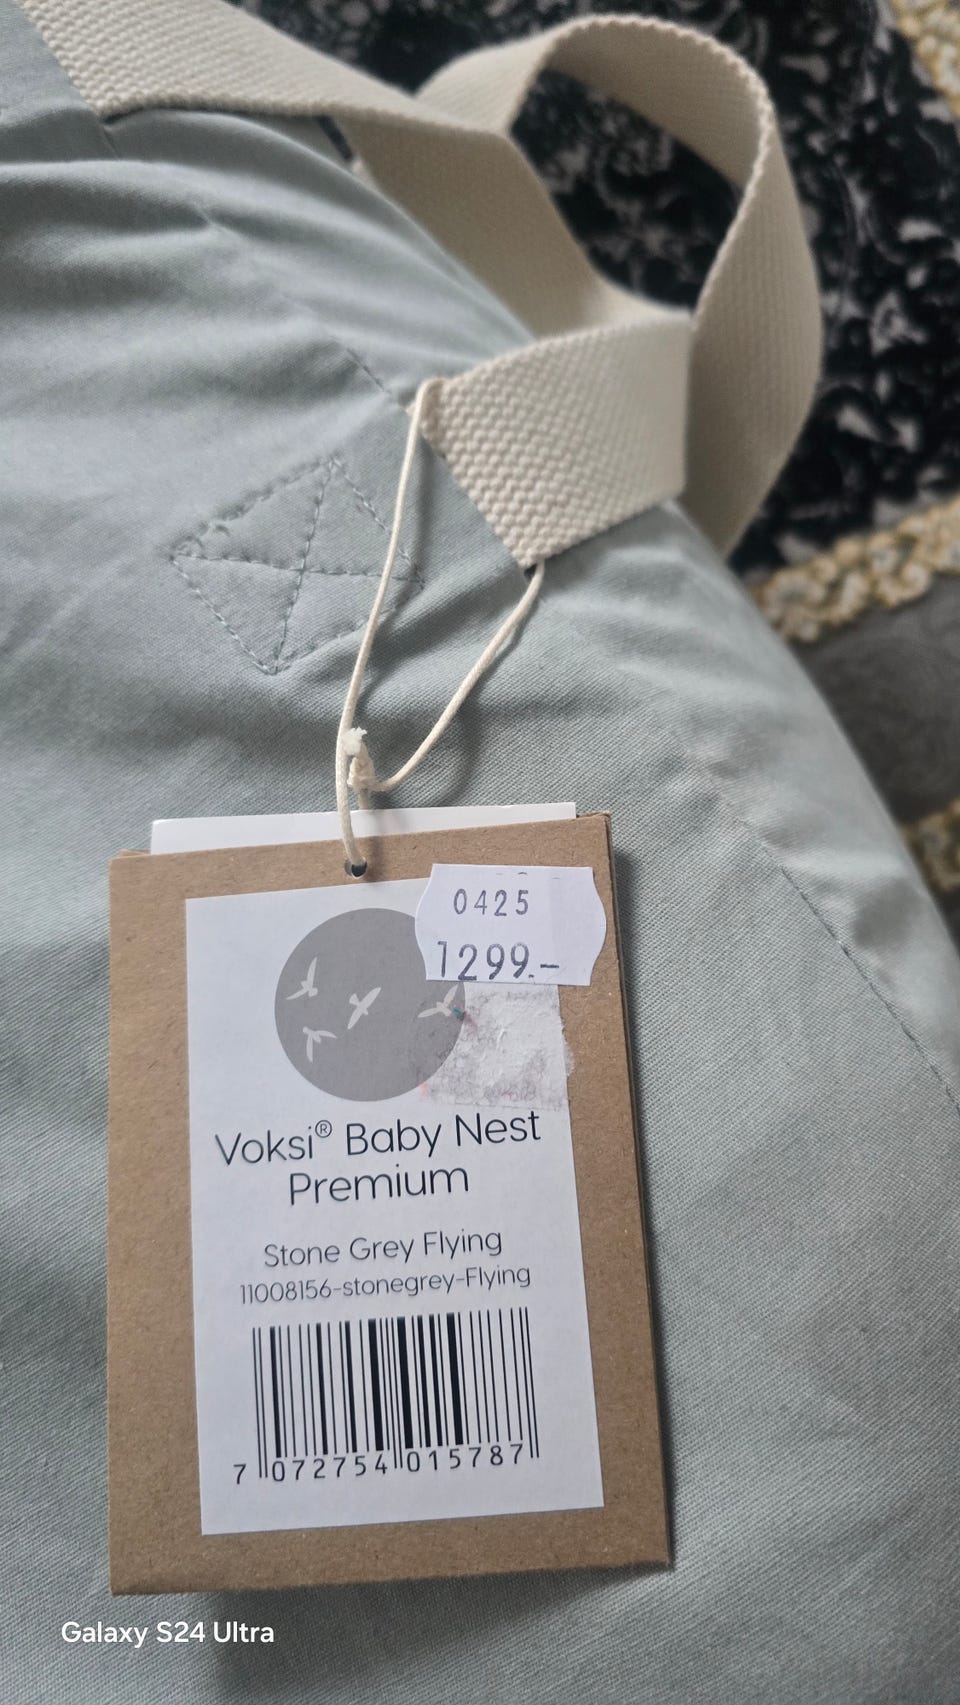 0425
1299.-
Voksi® Baby Nest
Premium
Stone Grey Flying
11008156-stonegrey-Flying
7 072754 015787
Galaxy S24 Ultra